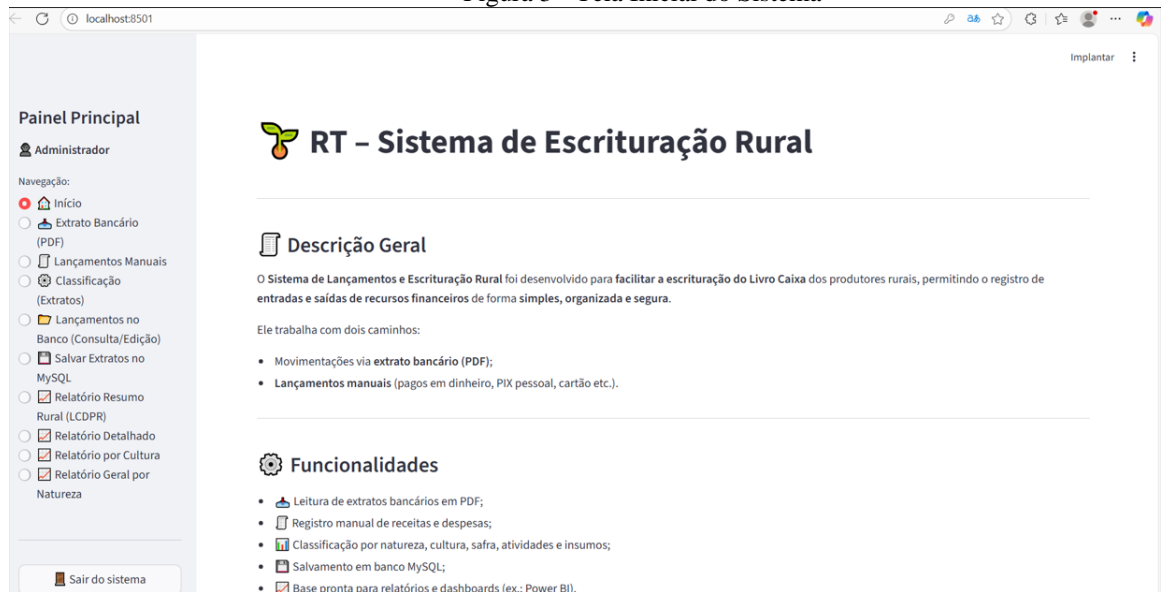 localhost:8501
Implantar
Painel Principal
Administrador
Navegação:
Início
Extrato Bancário
(PDF)
Lançamentos Manuais
Classificação
(Extratos)
Lançamentos no
Banco (Consulta/Edição)
Salvar Extratos no
MySQL
Relatório Resumo
Rural (LCDPR)
Relatório Detalhado
Relatório por Cultura
Relatório Geral por
Natureza
Sair do sistema
RT – Sistema de Escrituração Rural
Descrição Geral
O Sistema de Lançamentos e Escrituração Rural foi desenvolvido para facilitar a escrituração do Livro Caixa dos produtores rurais, permitindo o registro de
entradas e saídas de recursos financeiros de forma simples, organizada e segura.
Ele trabalha com dois caminhos:
• Movimentações via extrato bancário (PDF);
• Lançamentos manuais (pagos em dinheiro, PIX pessoal, cartão etc.).
Funcionalidades
• Leitura de extratos bancários em PDF;
• Registro manual de receitas e despesas;
• Classificação por natureza, cultura, safra, atividades e insumos;
• Salvamento em banco MySQL;
• Base pronta para relatórios e dashboards (ex.: Power BI).